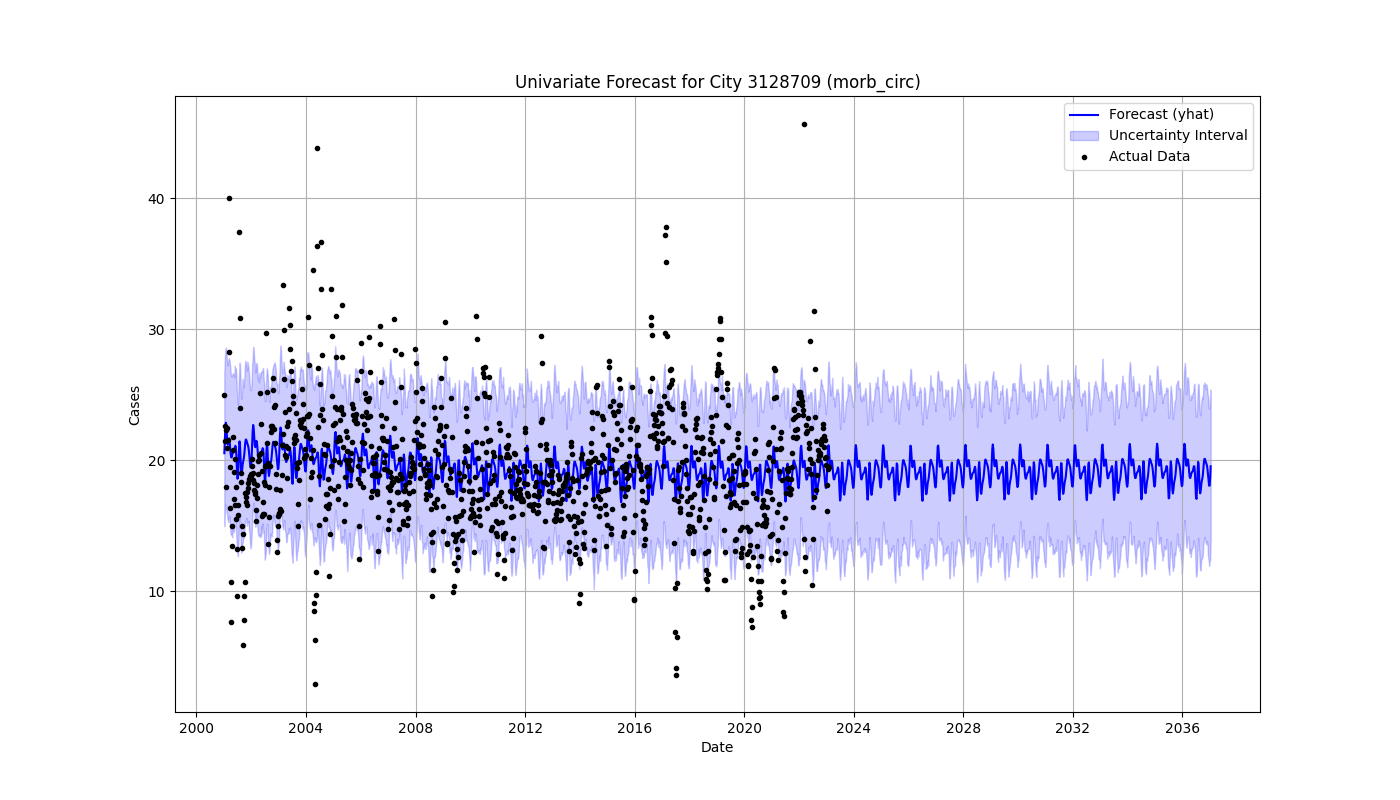 Univariate Forecast for City 3128709 (morb_circ)
Forecast (yhat)
Uncertainty Interval
Actual Data
Cases
40
30
20
10
2000 2004 2008 2012 2016 2020 2024 2028 2032 2036
Date